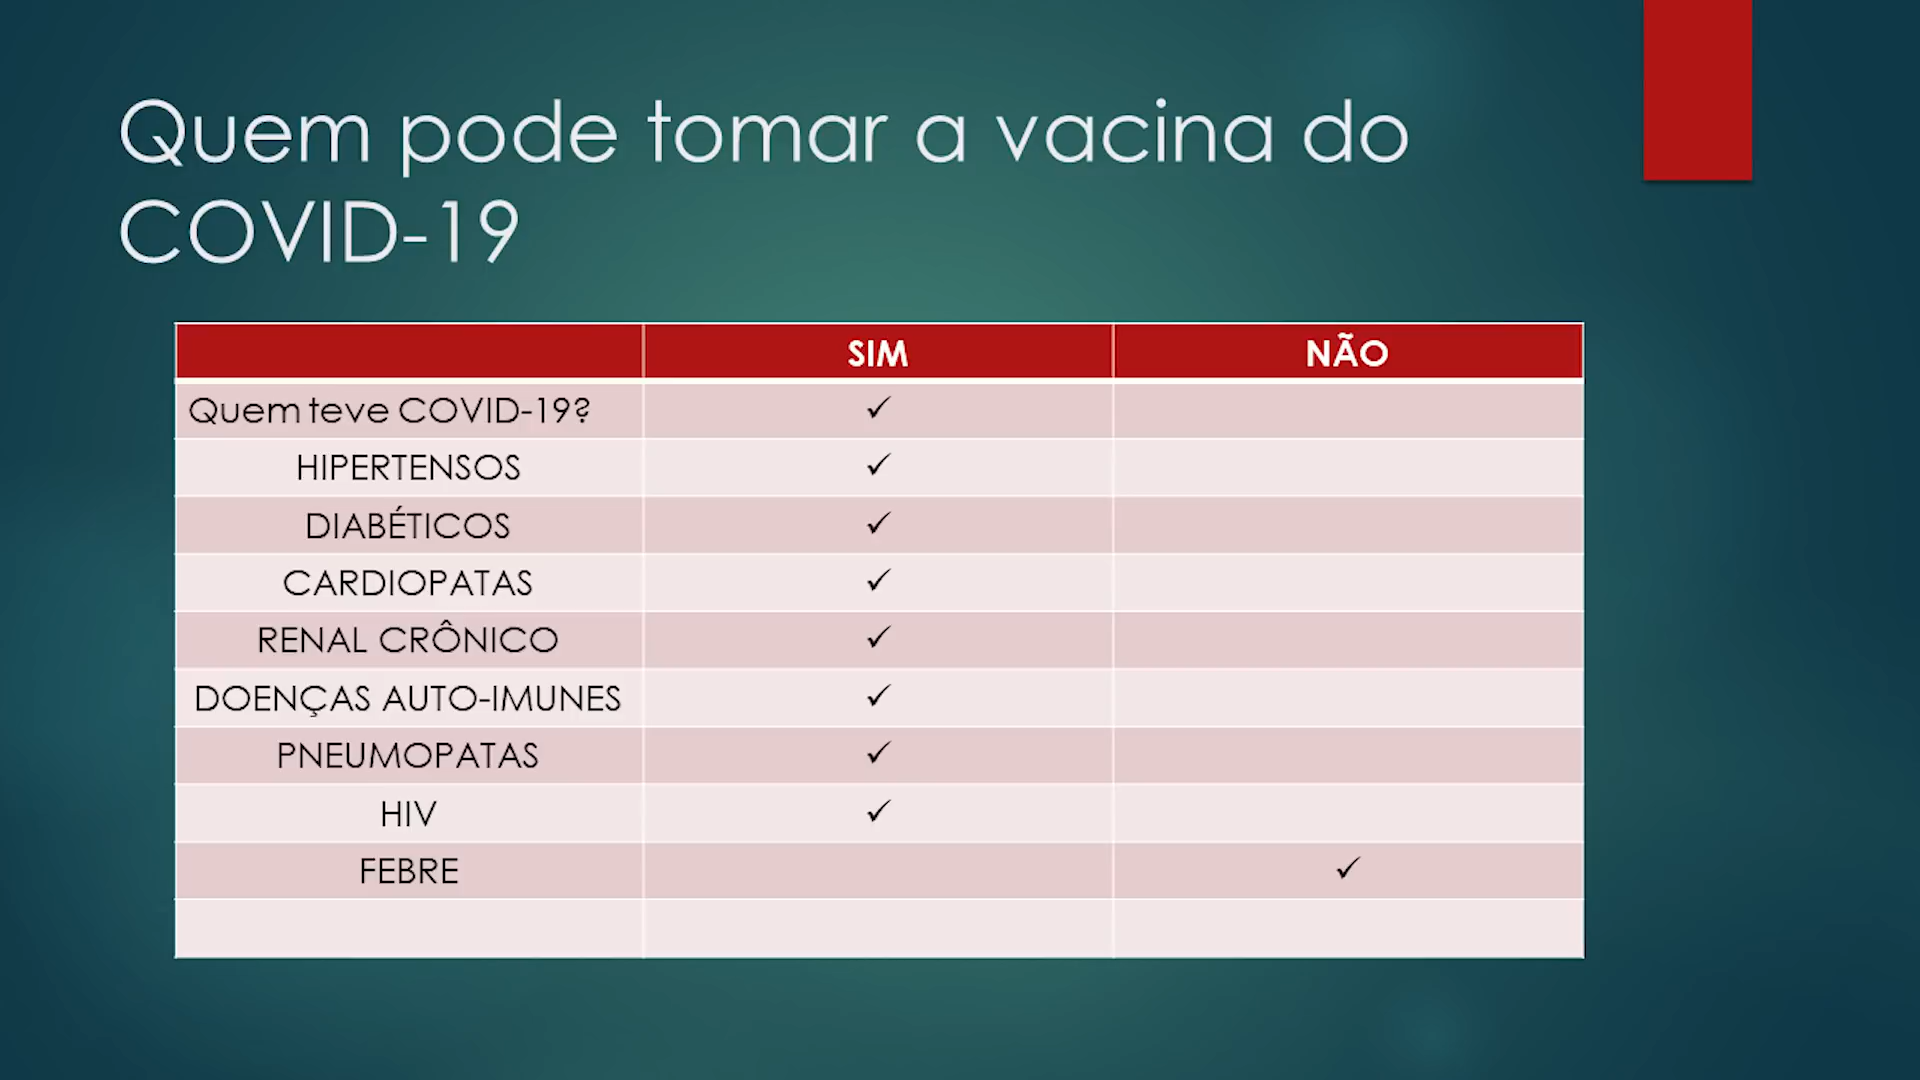 Quem pode tomar a vacina do
COVID-19
SIM NÃO
Quem teve COVID-19? ✓
HIPERTENSOS ✓
DIABÉTICOS ✓
CARDIOPATAS ✓
RENAL CRÔNICO ✓
DOENÇAS AUTO-IMUNES ✓
PNEUMOPATAS ✓
HIV ✓
FEBRE ✓